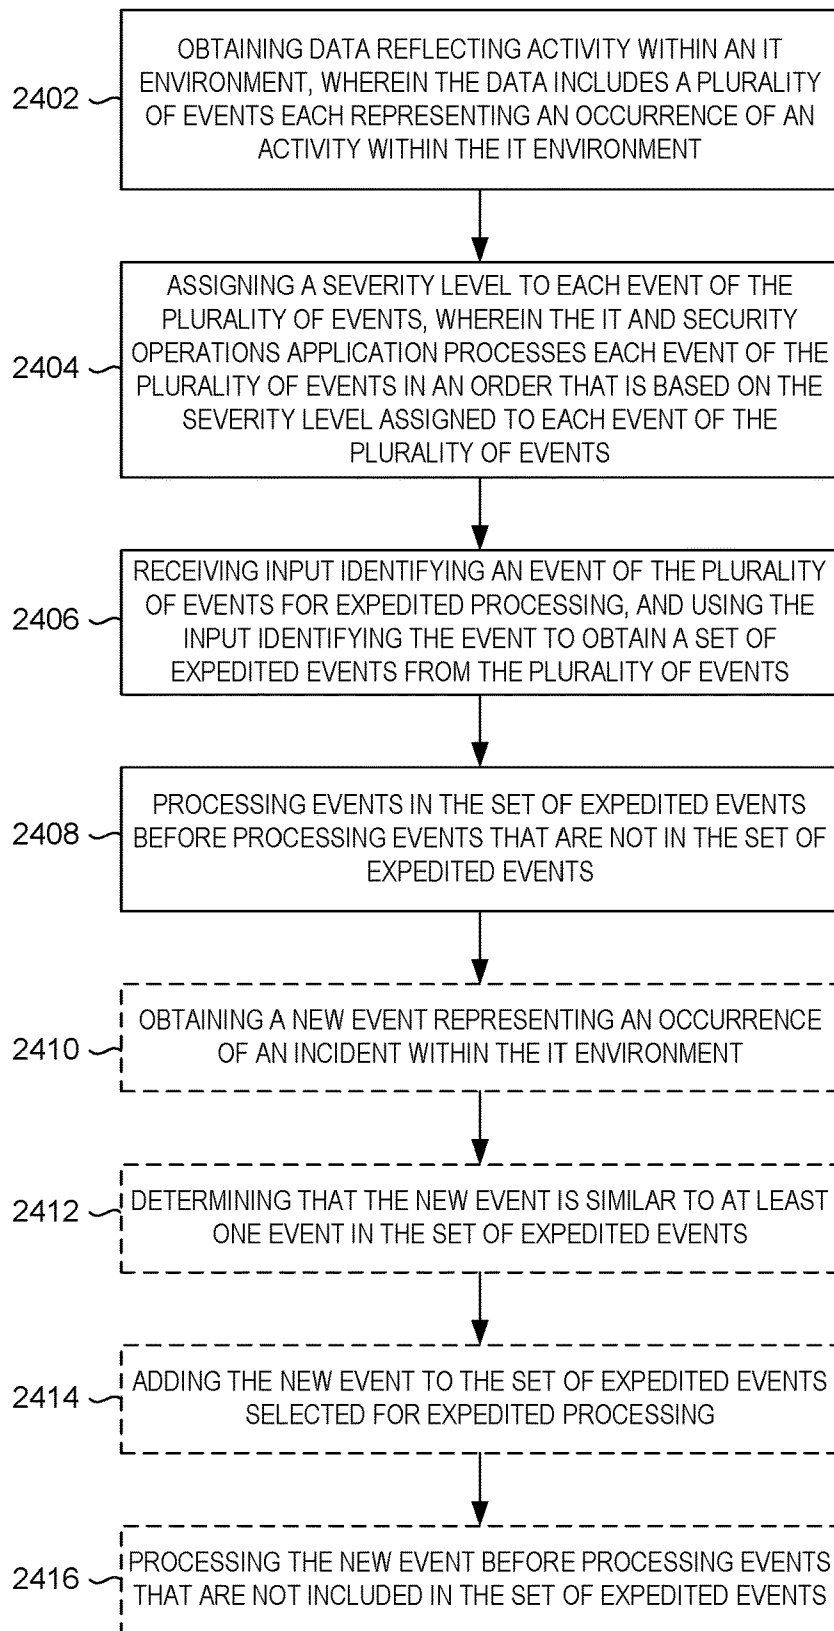 OBTAINING DATA REFLECTING ACTIVITY WITHIN AN IT
ENVIRONMENT, WHEREIN THE DATA INCLUDES A PLURALITY
2402
OF EVENTS EACH REPRESENTING AN OCCURRENCE OF AN
ACTIVITY WITHIN THE IT ENVIRONMENT
ASSIGNING A SEVERITY LEVEL TO EACH EVENT OF THE
PLURALITY OF EVENTS, WHEREIN THE IT AND SECURITY
OPERATIONS APPLICATION PROCESSES EACH EVENT OF THE
2404
PLURALITY OF EVENTS IN AN ORDER THAT IS BASED ON THE
SEVERITY LEVEL ASSIGNED TO EACH EVENT OF THE
PLURALITY OF EVENTS
RECEIVING INPUT IDENTIFYING AN EVENT OF THE PLURALITY
OF EVENTS FOR EXPEDITED PROCESSING, AND USING THE
2406
INPUT IDENTIFYING THE EVENT TO OBTAIN A SET OF
EXPEDITED EVENTS FROM THE PLURALITY OF EVENTS
PROCESSING EVENTS IN THE SET OF EXPEDITED EVENTS
2408
BEFORE PROCESSING EVENTS THAT ARE NOT IN THE SET OF
EXPEDITED EVENTS
OBTAINING A NEW EVENT REPRESENTING AN OCCURRENCE
2410
OF AN INCIDENT WITHIN THE IT ENVIRONMENT
DETERMINING THAT THE NEW EVENT IS SIMILAR TO AT LEAST
2412
ONE EVENT IN THE SET OF EXPEDITED EVENTS
ADDING THE NEW EVENT TO THE SET OF EXPEDITED EVENTS
2414
SELECTED FOR EXPEDITED PROCESSING
PROCESSING THE NEW EVENT BEFORE PROCESSING EVENTS
2416
THAT ARE NOT INCLUDED IN THE SET OF EXPEDITED EVENTS